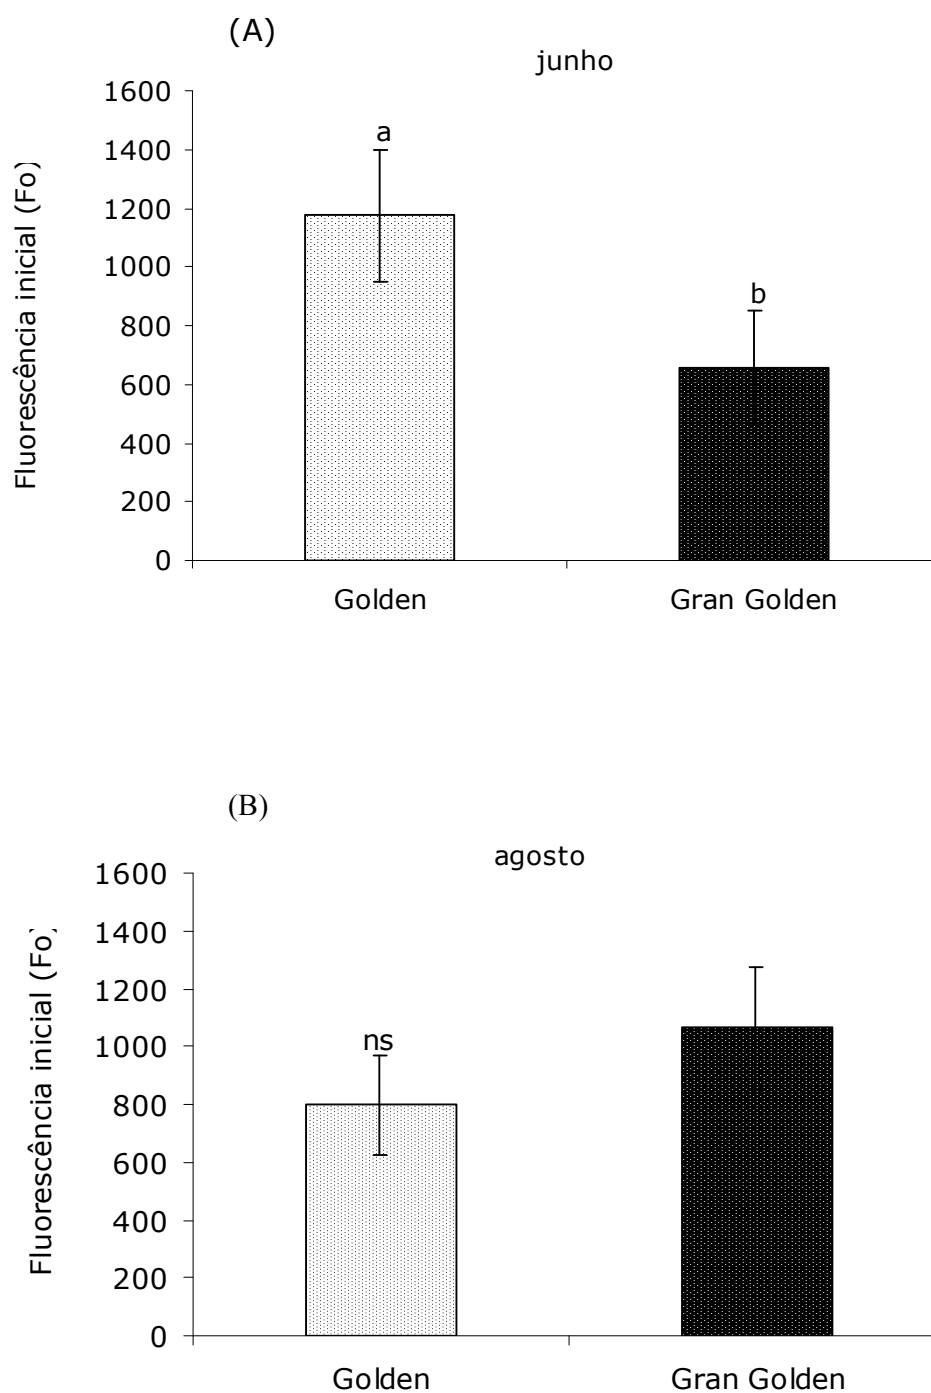 (A)
junho
Fluorescência inicial (Fo)
1600
1400
1200
1000
800
600
400
200
0
a
b
Golden Gran Golden
(B)
agosto
Fluorescência inicial (Fo)
1600
1400
1200
1000
800
600
400
200
0
ns
Golden Gran Golden